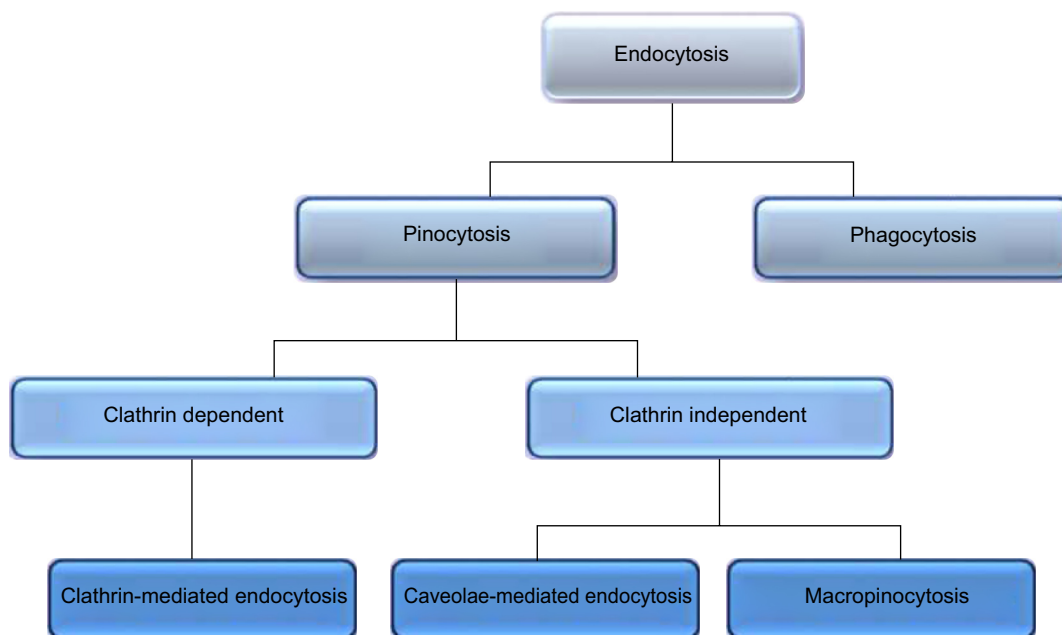 Endocytosis
Pinocytosis
Phagocytosis
Clathrin dependent
Clathrin independent
Clathrin-mediated endocytosis
Caveolae-mediated endocytosis
Macropinocytosis